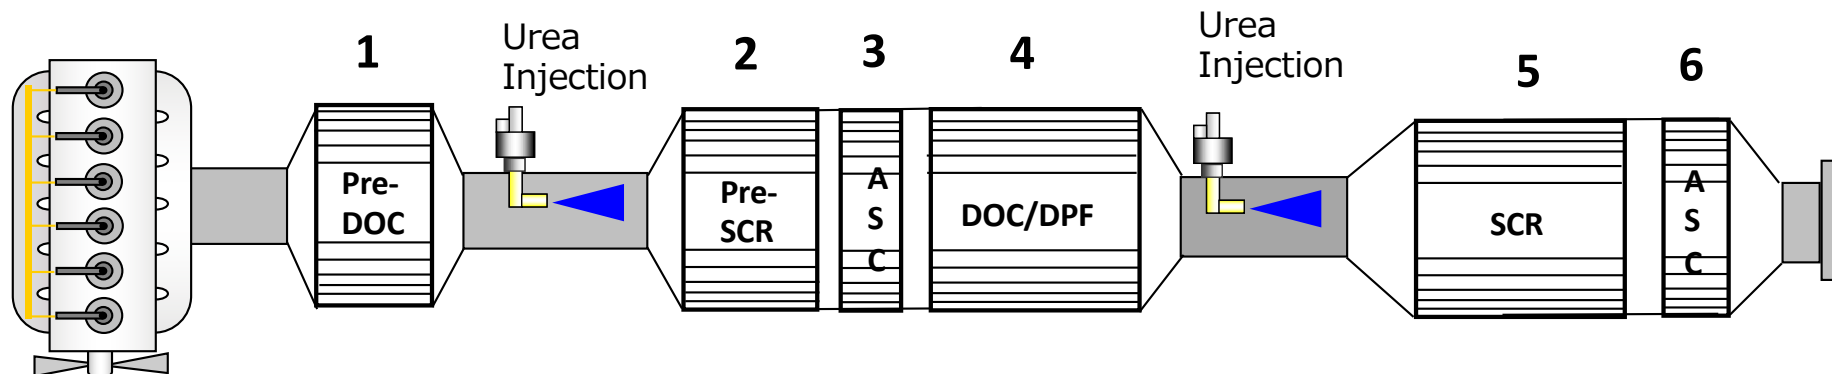 1
Urea
Injection
2
3
4
Urea
Injection
5
6
Pre-
DOC
Pre-
SCR
A
S
C
DOC/DPF
SCR
A
S
C